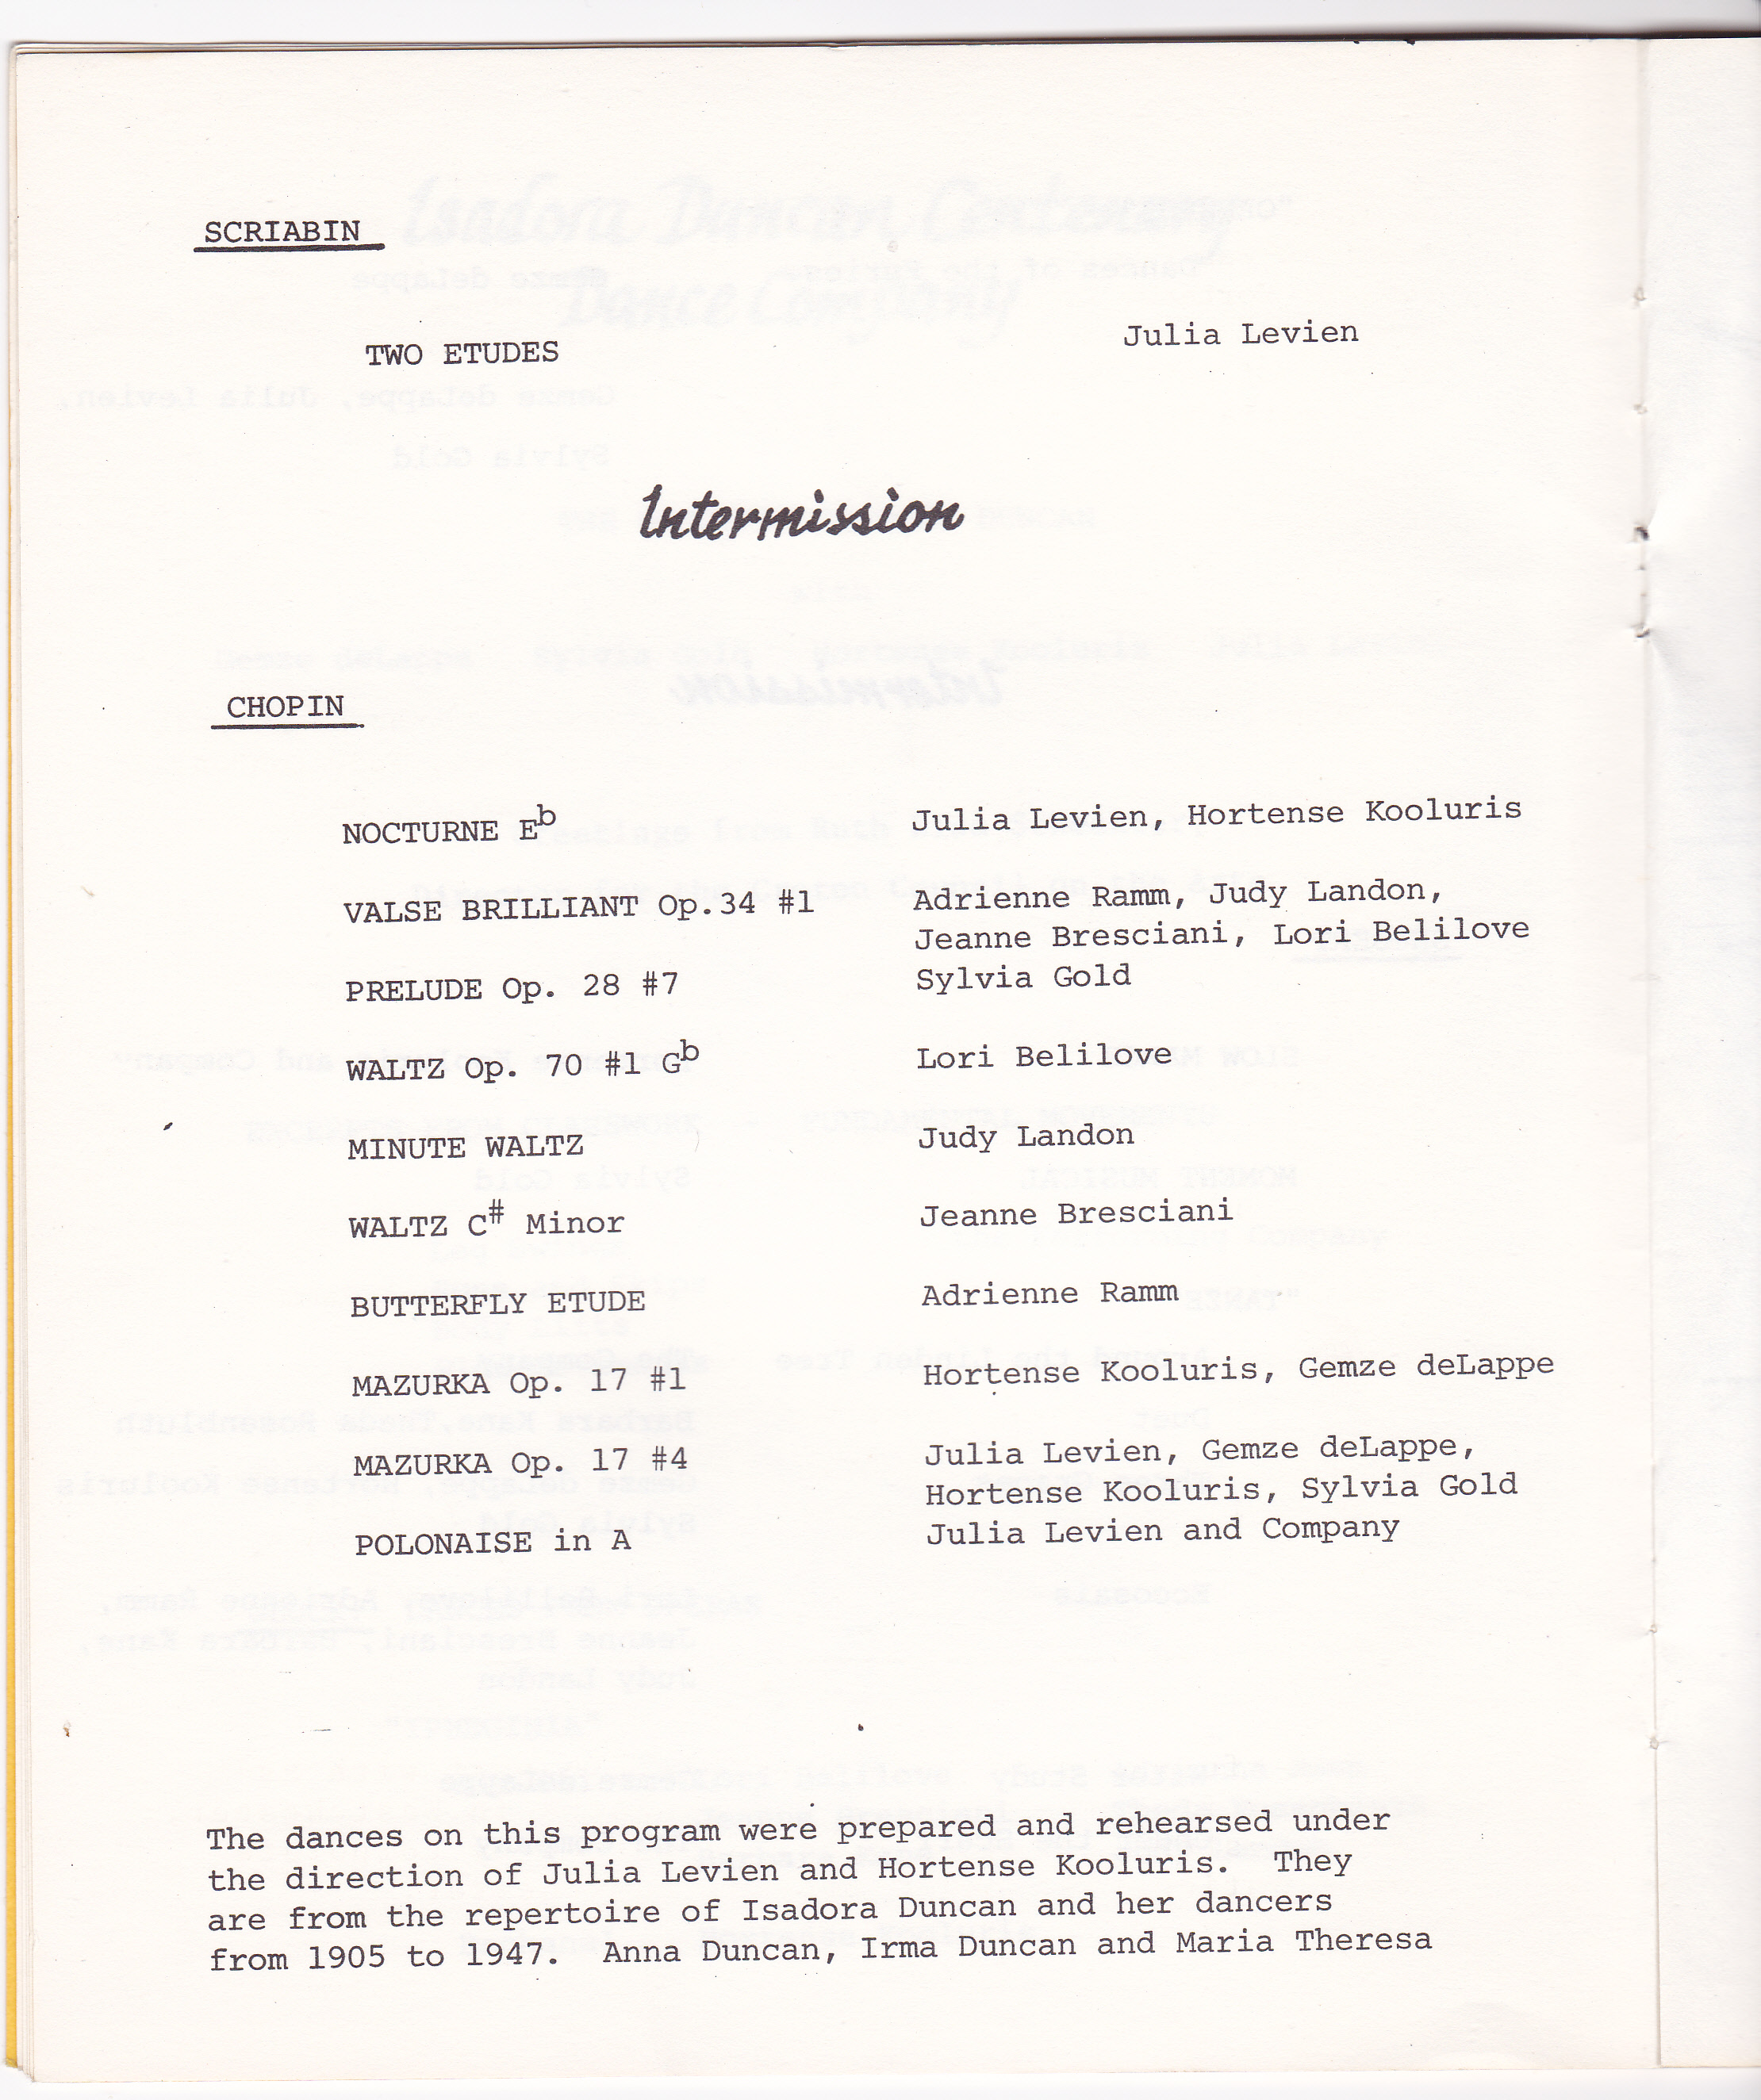 SCRIABIN
TWO ETUDES Julia Levien
Intermission
CHOPIN
NOCTURNE Eb Julia Levien, Hortense Kooluris
VALSE BRILLIANT Op.34 #1 Adrienne Ramm, Judy Landon,
Jeanne Bresciani, Lori Belilove
PRELUDE Op. 28 #7 Sylvia Gold
WALTZ Op. 70 #1 Gb Lori Belilove
MINUTE WALTZ Judy Landon
WALTZ C# Minor Jeanne Bresciani
BUTTERFLY ETUDE Adrienne Ramm
MAZURKA Op. 17 #1 Hortense Kooluris, Gemze deLappe
MAZURKA Op. 17 #4 Julia Levien, Gemze deLappe,
Hortense Kooluris, Sylvia Gold
POLONAISE in A Julia Levien and Company
The dances on this program were prepared and rehearsed under
the direction of Julia Levien and Hortense Kooluris. They
are from the repertoire of Isadora Duncan and her dancers
from 1905 to 1947. Anna Duncan, Irma Duncan and Maria Theresa